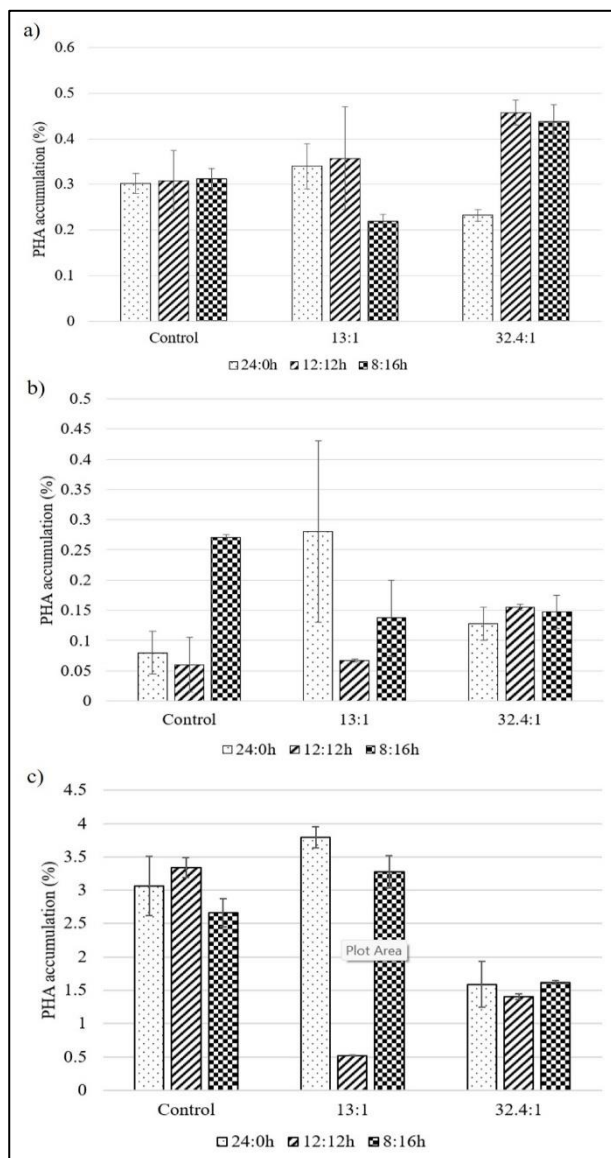 a)
PHA accumulation (%)
0.6
0.5
0.4
0.3
0.2
0.1
0
Control 13:1 32.4:1
24:0h 12:12h 8:16h
b)
PHA accumulation (%)
0.5
0.45
0.4
0.35
0.3
0.25
0.2
0.15
0.1
0.05
0
Control 13:1 32.4:1
24:0h 12:12h 8:16h
c)
PHA accumulation (%)
4.5
4
3.5
3
2.5
2
1.5
1
0.5
0
Plot Area
Control 13:1 32.4:1
24:0h 12:12h 8:16h